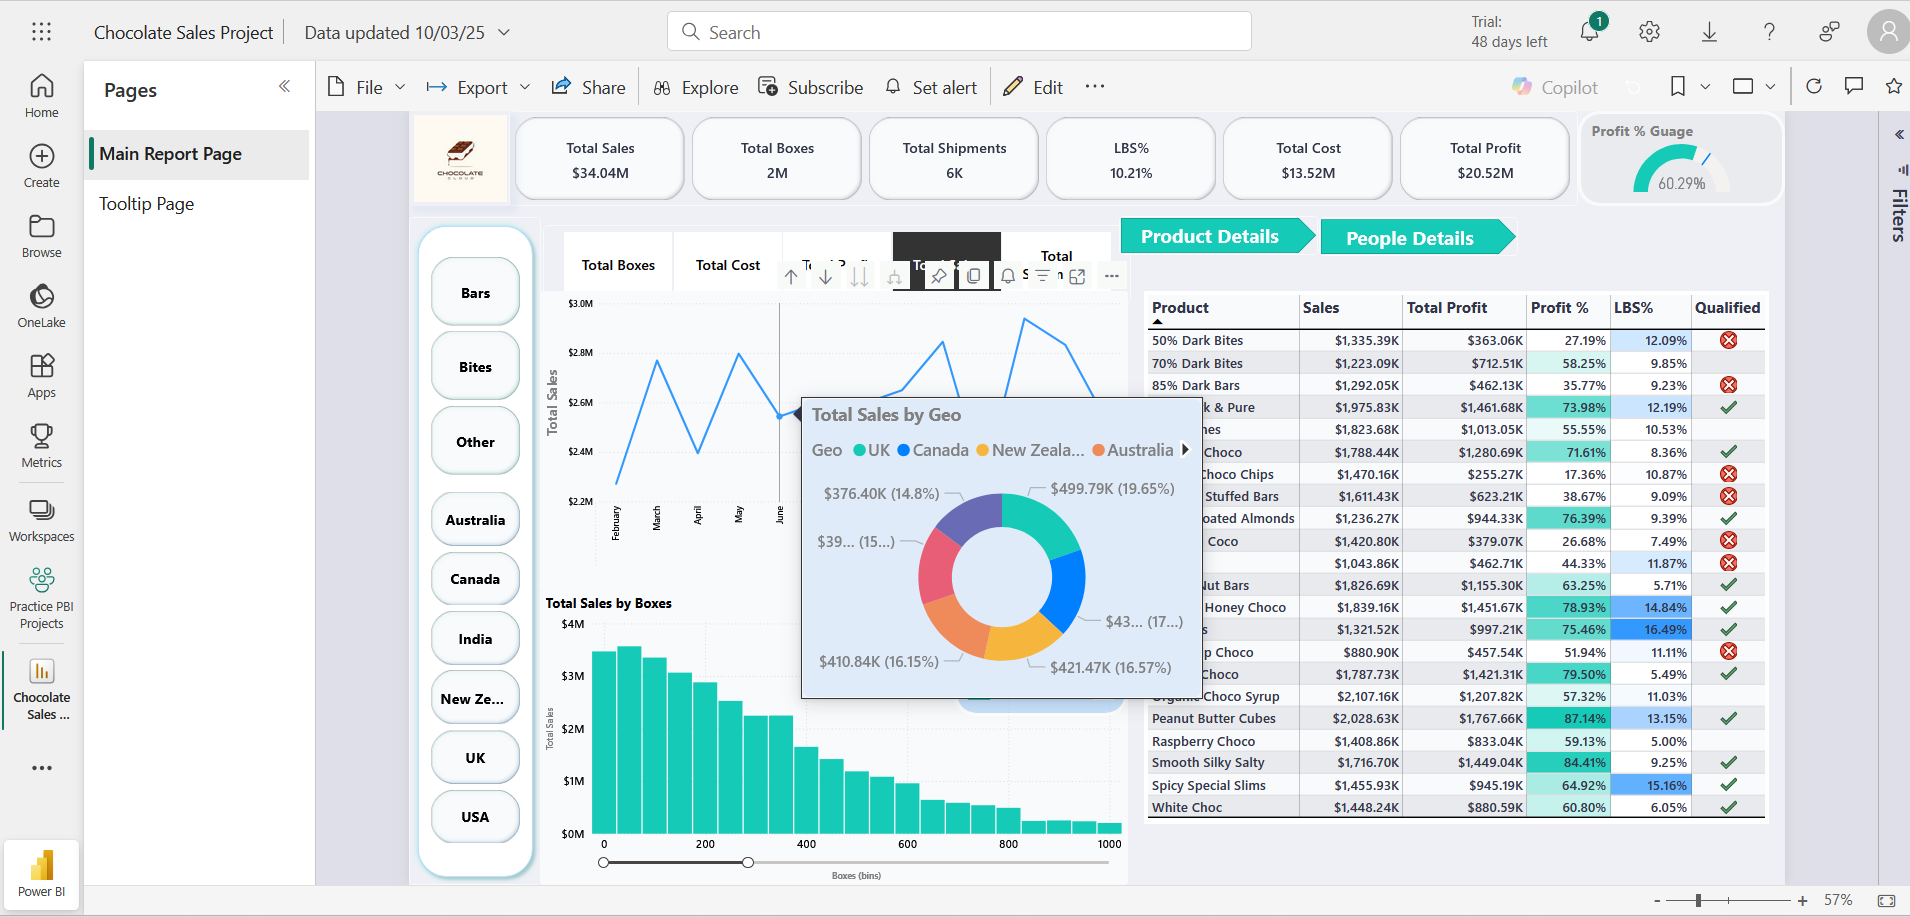 Chocolate Sales Project
Data updated 10/03/25
Search
Trial:
48 days left
1
Home
Create
Browse
OneLake
Apps
Metrics
Workspaces
Practice PBI
Projects
Chocolate
Sales ...
Power BI
Pages
Main Report Page
Tooltip Page
File
Export
Share
Explore
Subscribe
Set alert
Edit
Copilot
CHOCOLATE
Total Sales
$34.04M
Total Boxes
2M
Total Shipments
6K
LBS%
10.21%
Total Cost
$13.52M
Total Profit
$20.52M
Profit % Guage
60.29%
Filters
Bars
Bites
Other
Australia
Canada
India
New Ze...
UK
USA
Total Boxes
Total Cost
Total
Product Details
People Details
Total Sales
$3.0M
$2.8M
$2.6M
$2.4M
$2.2M
February
March
April
May
June
Total Sales by Geo
Geo UK Canada New Zeala... Australia
$376.40K (14.8%)
$499.79K (19.65%)
$39... (15...)
$43... (17...)
$410.84K (16.15%)
$421.47K (16.57%)
Total Sales by Boxes
Total Sales
$4M
$3M
$2M
$1M
$0M
0 200 400 600 800 1000
Boxes (bins)
Product Sales Total Profit Profit % LBS% Qualified
50% Dark Bites $1,335.39K $363.06K 27.19% 12.09%
70% Dark Bites $1,223.09K $712.51K 58.25% 9.85%
85% Dark Bars $1,292.05K $462.13K 35.77% 9.23%
k & Pure $1,975.83K $1,461.68K 73.98% 12.19%
nes $1,823.68K $1,013.05K 55.55% 10.53%
Choco $1,788.44K $1,280.69K 71.61% 8.36%
Choco Chips $1,470.16K $255.27K 17.36% 10.87%
Stuffed Bars $1,611.43K $623.21K 38.67% 9.09%
oated Almonds $1,236.27K $944.33K 76.39% 9.39%
Coco $1,420.80K $379.07K 26.68% 7.49%
$1,043.86K $462.71K 44.33% 11.87%
Nut Bars $1,826.69K $1,155.30K 63.25% 5.71%
Honey Choco $1,839.16K $1,451.67K 78.93% 14.84%
s $1,321.52K $997.21K 75.46% 16.49%
p Choco $880.90K $457.54K 51.94% 11.11%
Choco $1,787.73K $1,421.31K 79.50% 5.49%
Organic Choco Syrup $2,107.16K $1,207.82K 57.32% 11.03%
Peanut Butter Cubes $2,028.63K $1,767.66K 87.14% 13.15%
Raspberry Choco $1,408.86K $833.04K 59.13% 5.00%
Smooth Silky Salty $1,716.70K $1,449.04K 84.41% 9.25%
Spicy Special Slims $1,455.93K $945.19K 64.92% 15.16%
White Choc $1,448.24K $880.59K 60.80% 6.05%
57%